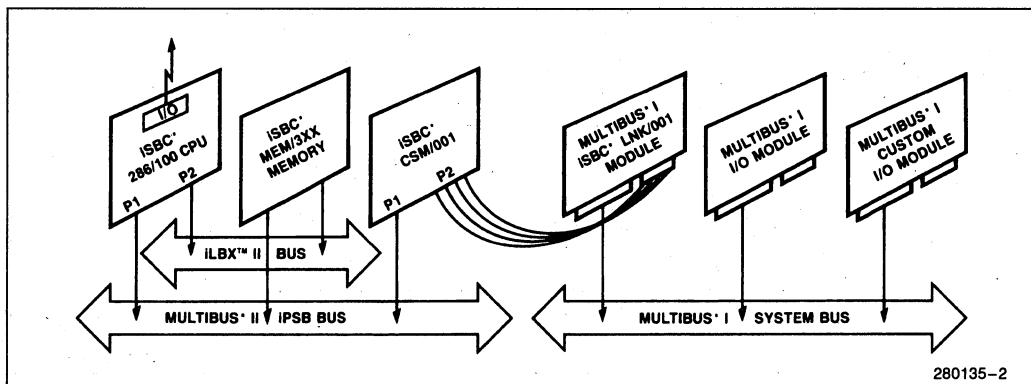 I/O
iSBC*
286/100 CPU
P1
P2
iSBC*
MEM/3XX
MEMORY
iSBC*
CSM/001
P1
P2
MULTIBUS* I
iSBC* LNK/001
MODULE
MULTIBUS* I
I/O MODULE
MULTIBUS* I
CUSTOM
I/O MODULE
iLBX™ II BUS
MULTIBUS* II iPSB BUS
MULTIBUS* I SYSTEM BUS
280135-2